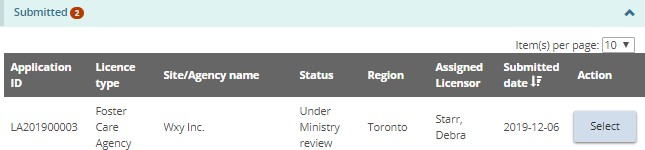 Submitted 2
Item(s) per page: 10
Application ID
Licence type
Site/Agency name
Status
Region
Assigned Licensor
Submitted date
Action
LA201900003
Foster Care Agency
Wxy Inc.
Under Ministry review
Toronto
Starr, Debra
2019-12-06
Select